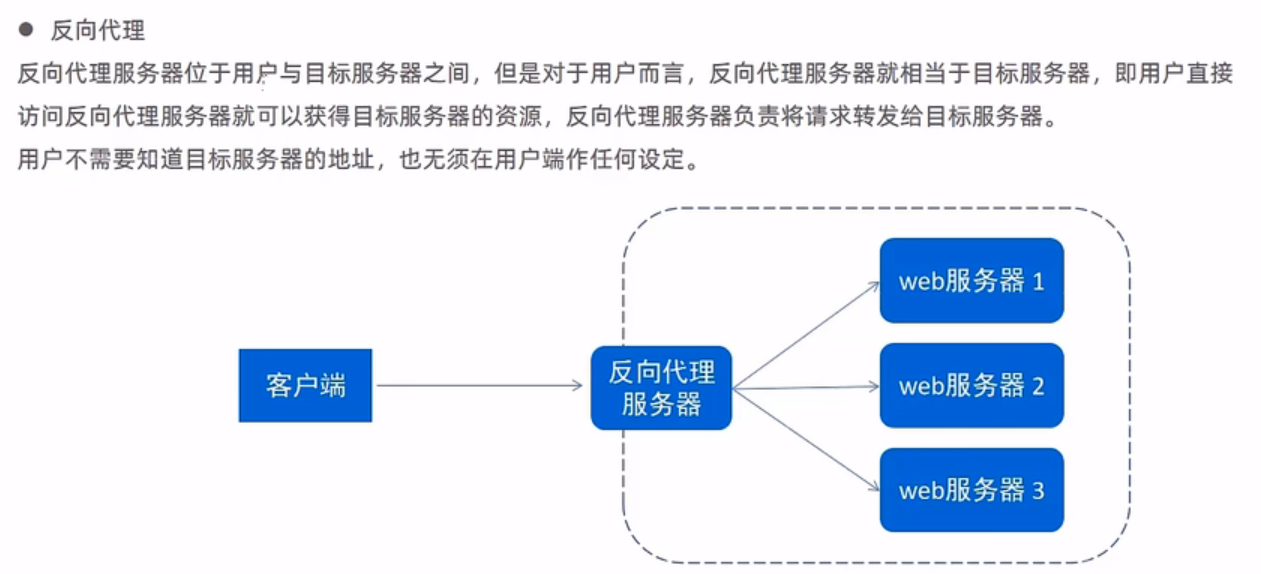 ● 反向代理
反向代理服务器位于用户与目标服务器之间，但是对于用户而言，反向代理服务器就相当于目标服务器，即用户直接
访问反向代理服务器就可以获得目标服务器的资源，反向代理服务器负责将请求转发给目标服务器。
用户不需要知道目标服务器的地址，也无须在用户端作任何设定。
web服务器 1
客户端
反向代理
服务器
web服务器 2
web服务器 3